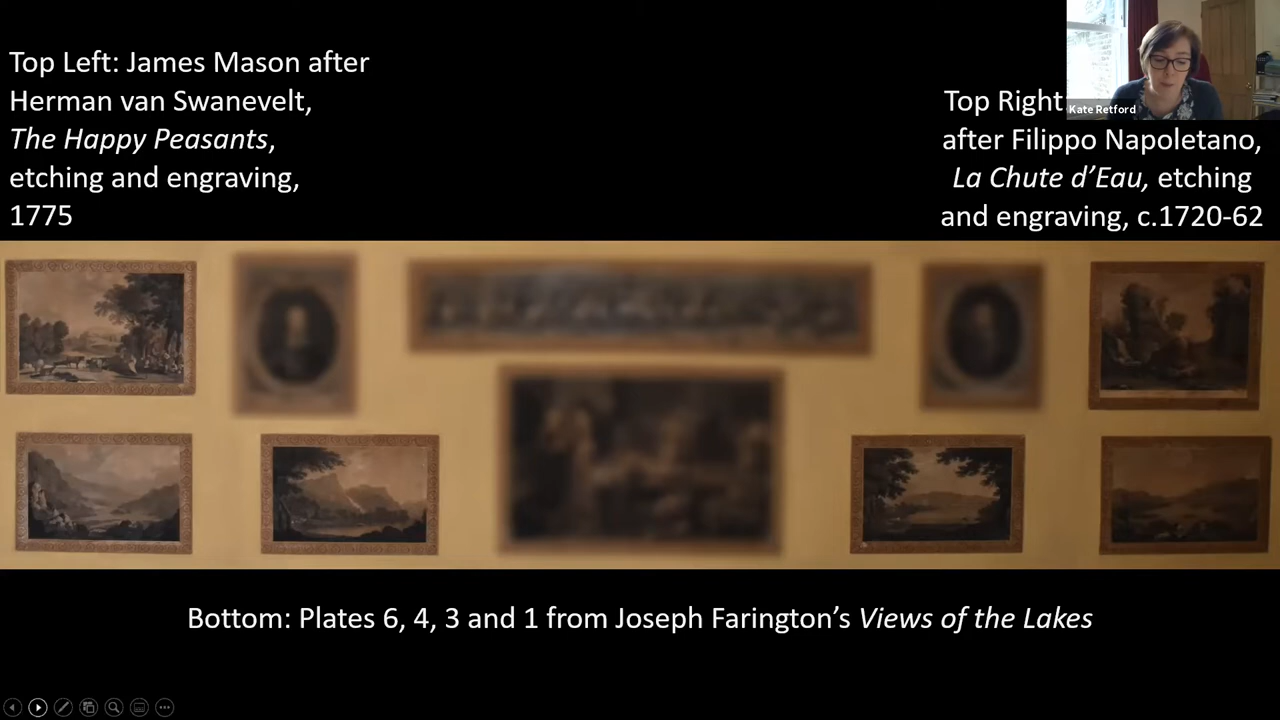 Top Left: James Mason after
Herman van Swanevelt,
The Happy Peasants,
etching and engraving,
1775
Top Right
after Filippo Napoletano,
La Chute d’Eau, etching
and engraving, c.1720-62
Kate Retford
Bottom: Plates 6, 4, 3 and 1 from Joseph Farington’s Views of the Lakes